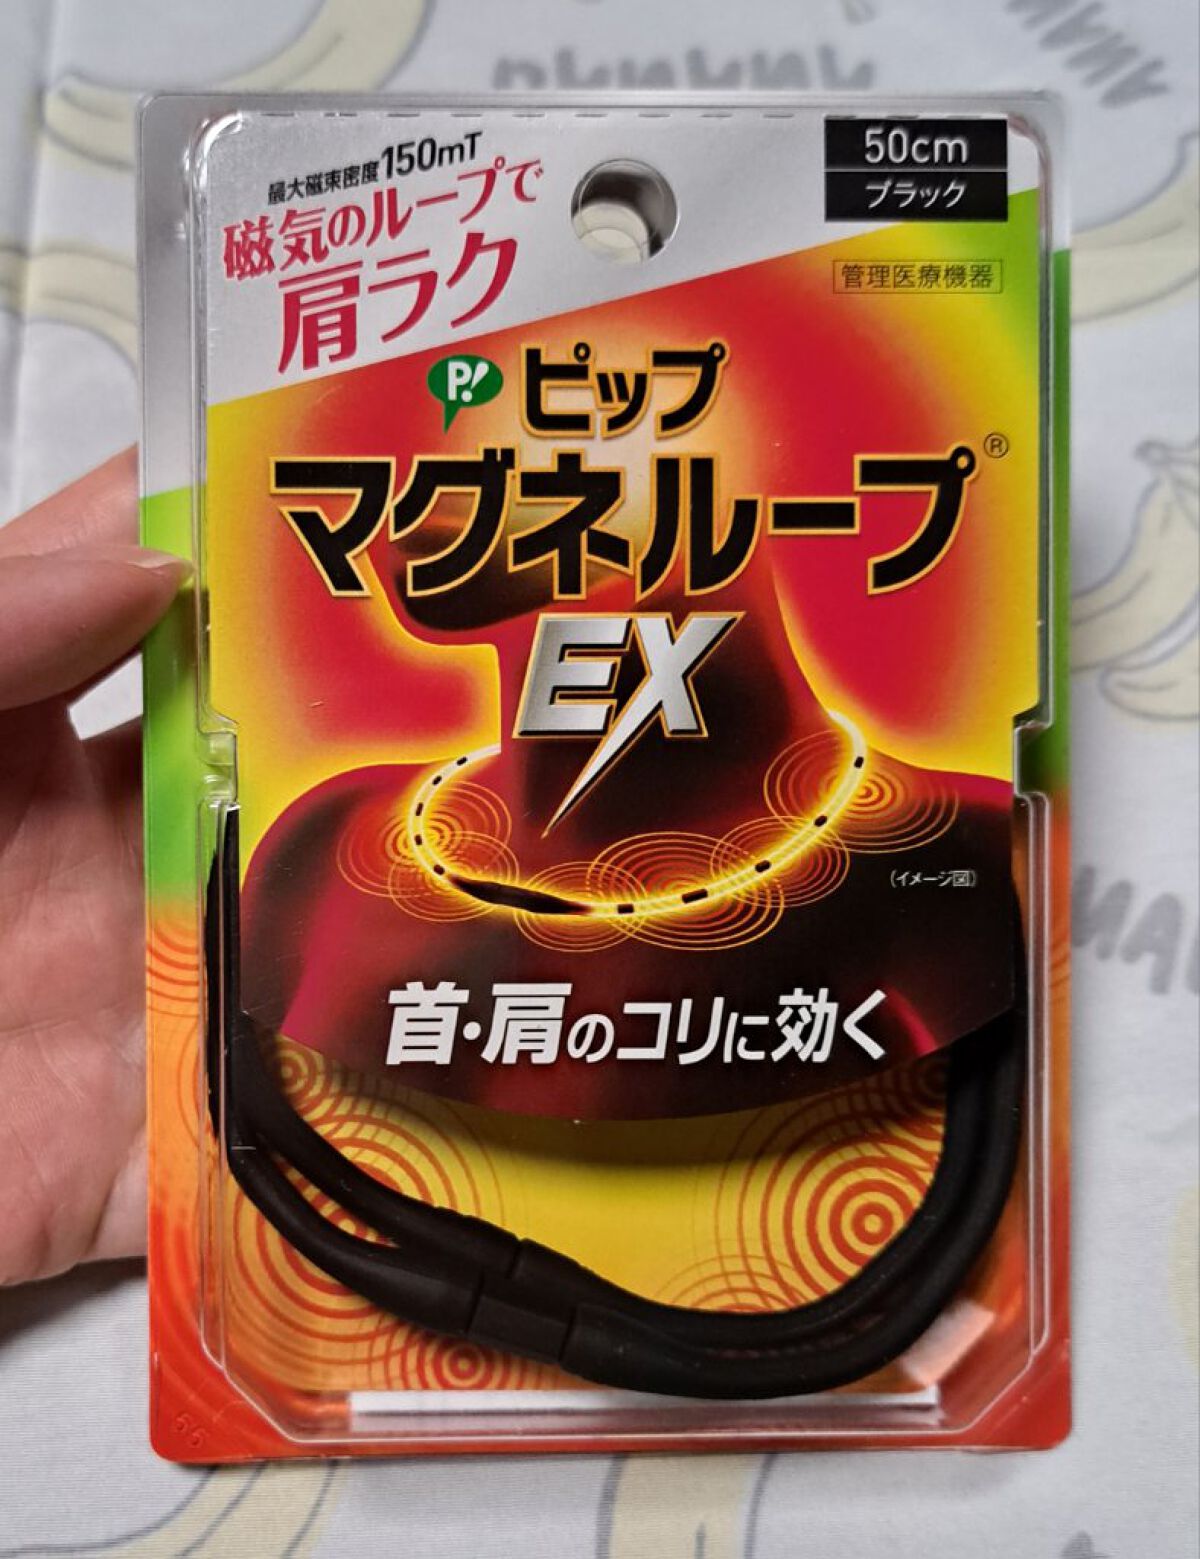 BANANA
最大磁束密度150mT
磁気のループで
肩ラク
50cm
ブラック
管理医療機器
P!
ピップ
マグネループ®
EX
(イメージ図)
首・肩のコリに効く